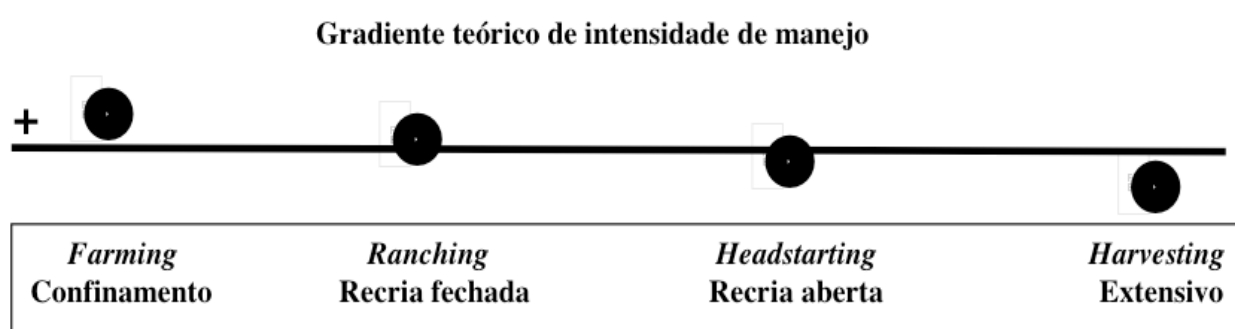 Gradiente teórico de intensidade de manejo
+
Farming Ranching Headstarting Harvesting
Confinamento Recria fechada Recria aberta Extensivo